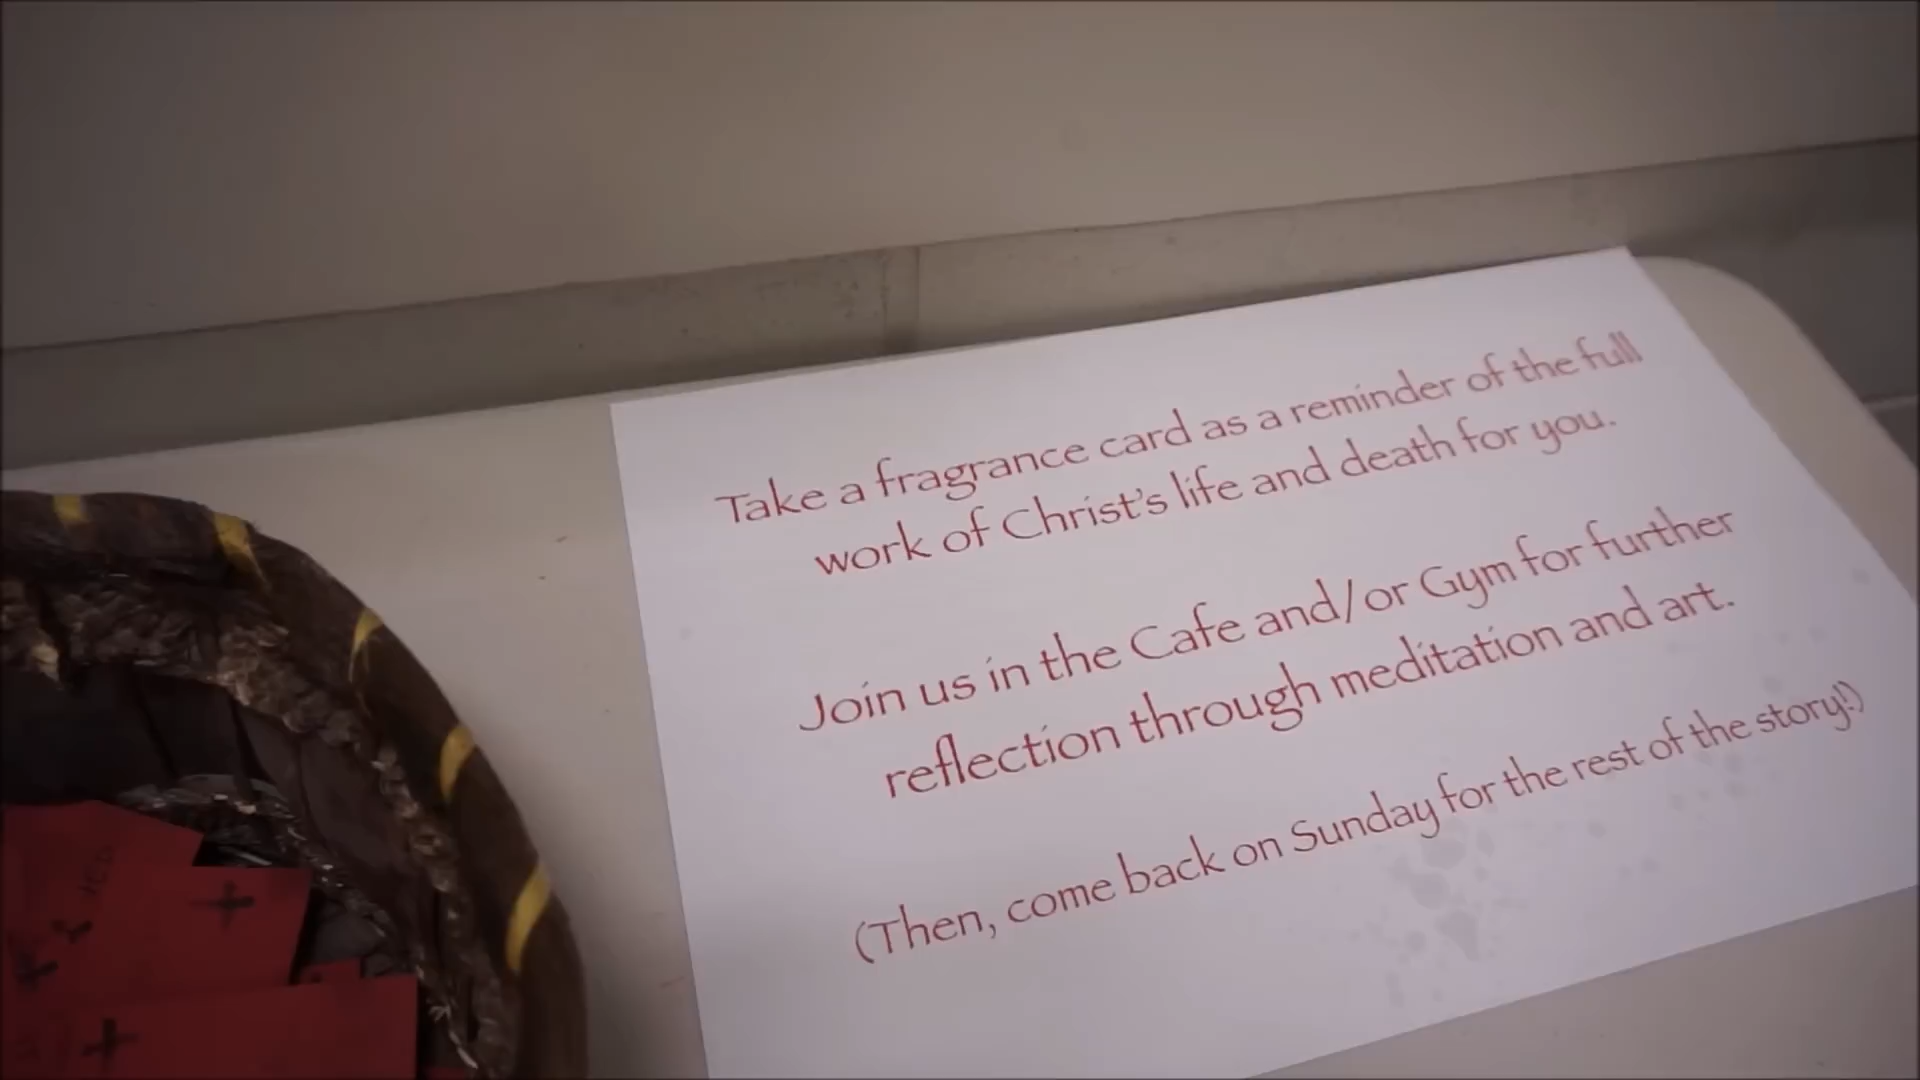 Take a fragrance card as a reminder of the full
work of Christ's life and death for you.
Join us in the Cafe and/or Gym for further
reflection through meditation and art.
(Then, come back on Sunday for the rest of the story!)